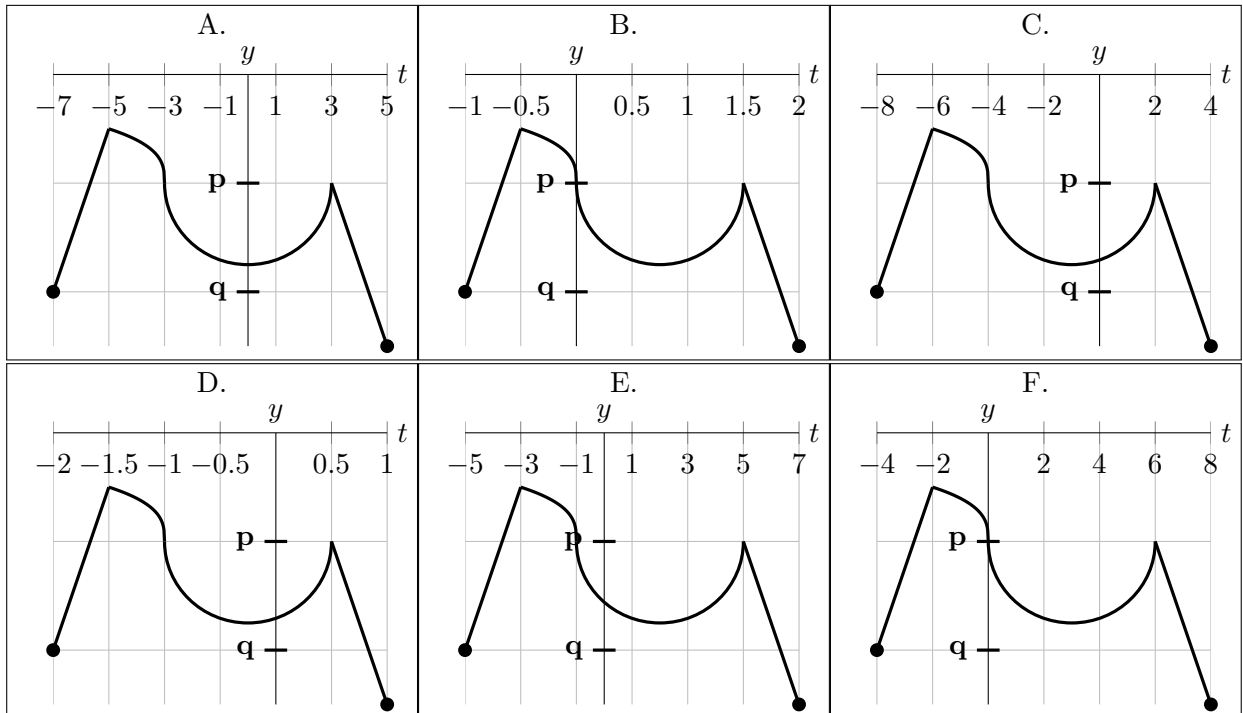 A. B. C.
y y y
t t t
−7 −5 −3 −1 1 3 5 −1 −0.5 0.5 1 1.5 2 −8 −6 −4 −2 2 4
p p p
q q q
D. E. F.
y y y
t t t
−2 −1.5 −1 −0.5 0.5 1 −5 −3 −1 1 3 5 7 −4 −2 2 4 6 8
p p p
q q q